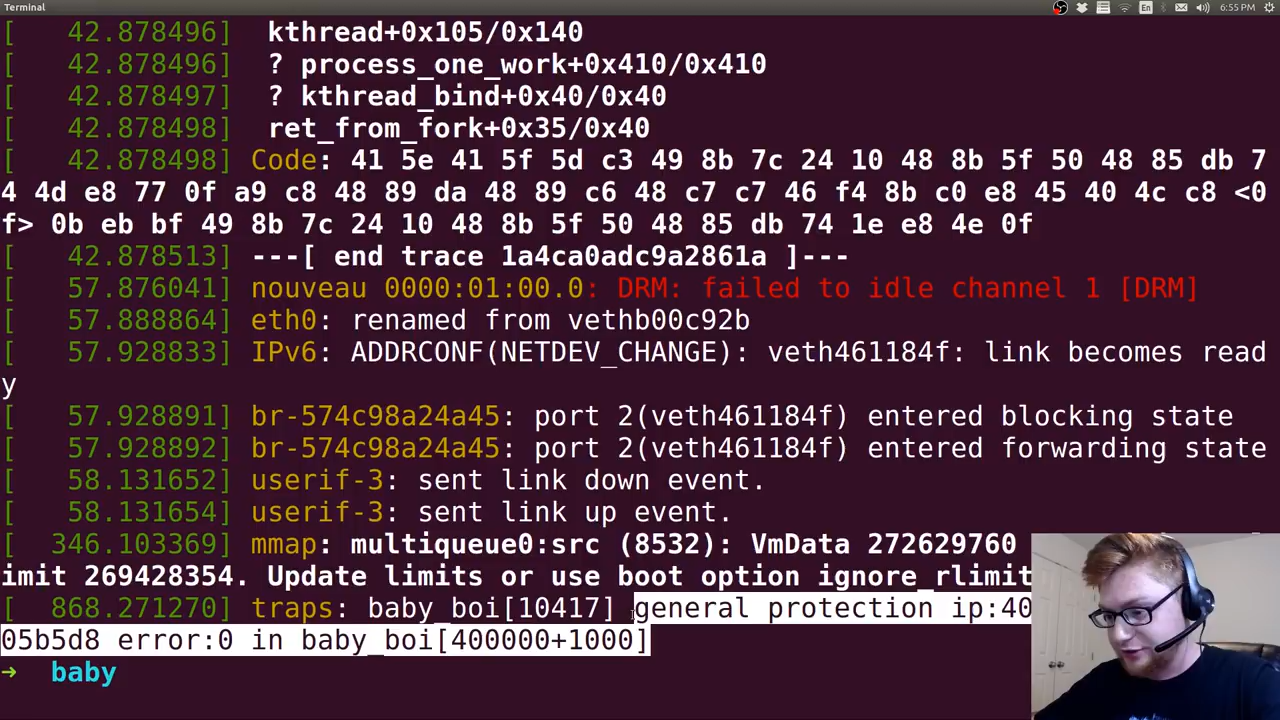 Terminal
En
6:55 PM
[   42.878496]  kthread+0x105/0x140
[   42.878496]  ? process_one_work+0x410/0x410
[   42.878497]  ? kthread_bind+0x40/0x40
[   42.878498]  ret_from_fork+0x35/0x40
[   42.878498] Code: 41 5e 41 5f 5d c3 49 8b 7c 24 10 48 8b 5f 50 48 85 db 7
4 4d e8 77 0f a9 c8 48 89 da 48 89 c6 48 c7 c7 46 f4 8b c0 e8 45 40 4c c8 <0
f> 0b eb bf 49 8b 7c 24 10 48 8b 5f 50 48 85 db 74 1e e8 4e 0f
[   42.878513] ---[ end trace 1a4ca0adc9a2861a ]---
[   57.876041] nouveau 0000:01:00.0: DRM: failed to idle channel 1 [DRM]
[   57.888864] eth0: renamed from vethb00c92b
[   57.928833] IPv6: ADDRCONF(NETDEV_CHANGE): veth461184f: link becomes read
y
[   57.928891] br-574c98a24a45: port 2(veth461184f) entered blocking state
[   57.928892] br-574c98a24a45: port 2(veth461184f) entered forwarding state
[   58.131652] userif-3: sent link down event.
[   58.131654] userif-3: sent link up event.
[  346.103369] mmap: multiqueue0:src (8532): VmData 272629760
imit 269428354. Update limits or use boot option ignore_rlimit
[  868.271270] traps: baby_boi[10417] general protection ip:40
05b5d8 error:0 in baby_boi[400000+1000]
➜  baby